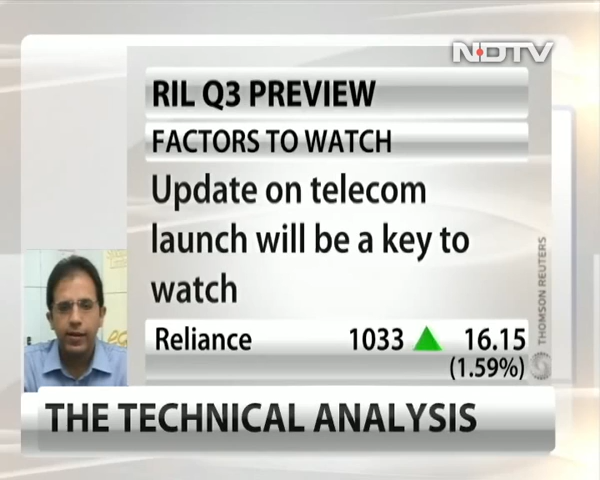 NDTV
RIL Q3 PREVIEW
FACTORS TO WATCH
Update on telecom
launch will be a key to
watch
Reliance 1033 16.15
(1.59%)
THOMSON REUTERS
THE TECHNICAL ANALYSIS